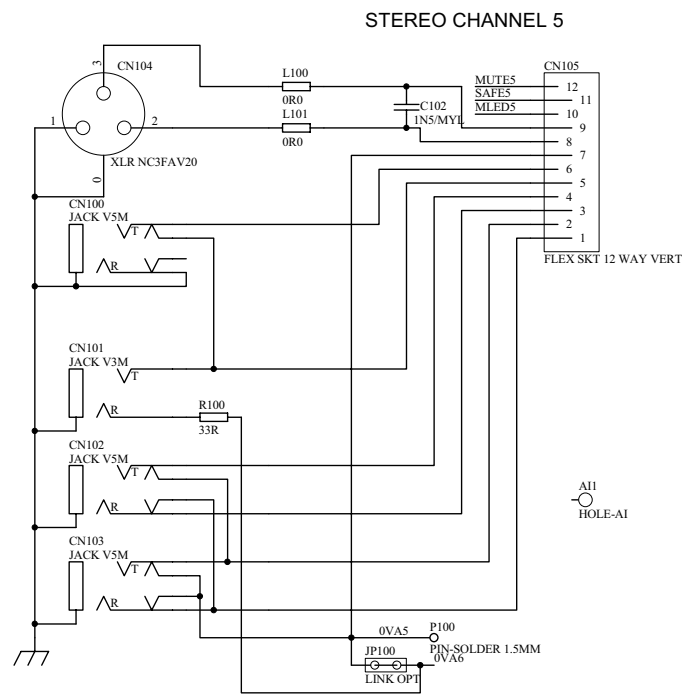 STEREO CHANNEL 5
CN104
3
1
2
0
XLR NC3FAV20
L100
0R0
L101
0R0
C102
1N5/MYL
CN105
MUTE5
SAFE5
MLED5
12
11
10
9
8
7
6
5
4
3
2
1
FLEX SKT 12 WAY VERT
CN100
JACK V5M
T
R
CN101
JACK V3M
T
R
R100
33R
CN102
JACK V5M
T
R
AI1
HOLE-AI
CN103
JACK V5M
T
R
0VA5
P100
PIN-SOLDER 1.5MM
0VA6
JP100
LINK OPT